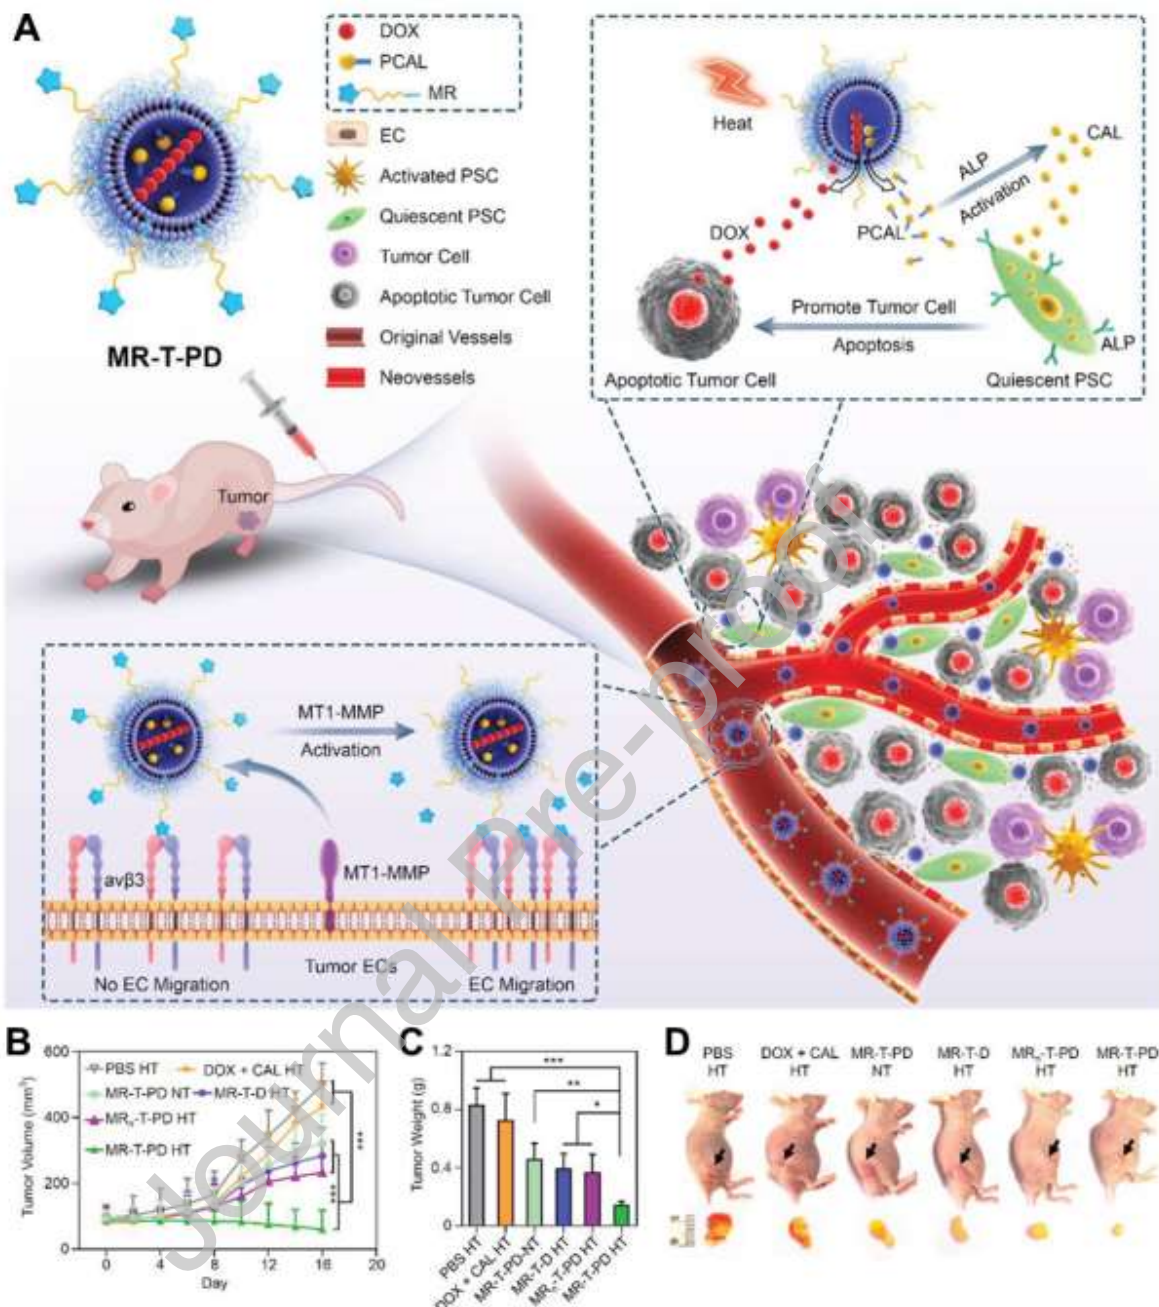 A
DOX
PCAL
MR
EC
Activated PSC
Quiescent PSC
Tumor Cell
Apoptotic Tumor Cell
Original Vessels
Neovessels
MR-T-PD
Heat
DOX
PCAL
ALP
Activation
CAL
Promote Tumor Cell
Apoptosis
ALP
Apoptotic Tumor Cell
Quiescent PSC
Tumor
MT1-MMP
Activation
avβ3
MT1-MMP
Tumor ECs
No EC Migration
EC Migration
Journal Pre-proof
B
Tumor Volume (mm³)
600
400
200
0
PBS HT
DOX + CAL HT
MR-T-PD NT
MR-T-D HT
MRₙ-T-PD HT
MR-T-PD HT
***
***
0 4 8 12 16 20
Day
C
Tumor Weight (g)
1.2
0.8
0.4
0
***
**
*
PBS HT
DOX + CAL HT
MR-T-PD-NT
MR-T-D HT
MRₙ-T-PD HT
MR-T-PD HT
D
PBS HT
DOX + CAL HT
MR-T-PD NT
MR-T-D HT
MRₙ-T-PD HT
MR-T-PD HT